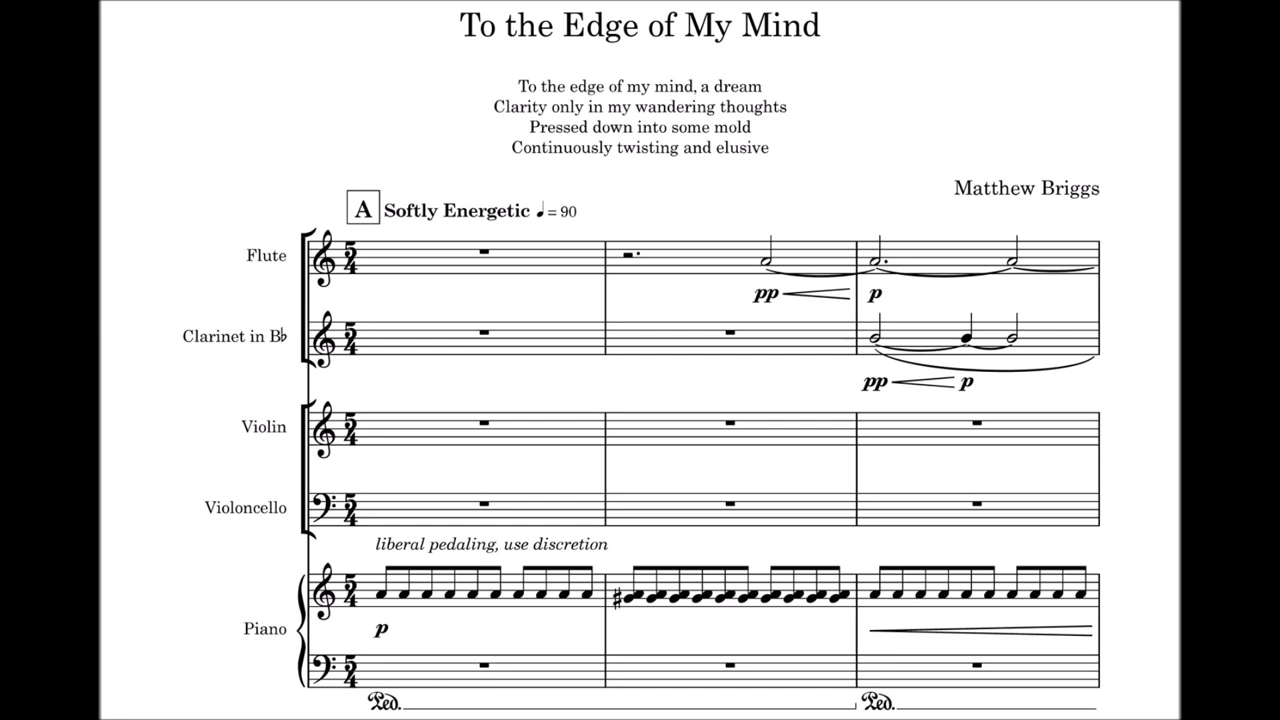 To the Edge of My Mind
To the edge of my mind, a dream
Clarity only in my wandering thoughts
Pressed down into some mold
Continuously twisting and elusive
Matthew Briggs
A Softly Energetic ♩ = 90
Flute
pp p
Clarinet in B♭
pp p
Violin
Violoncello
liberal pedaling, use discretion
Piano
p
Ped. Ped.